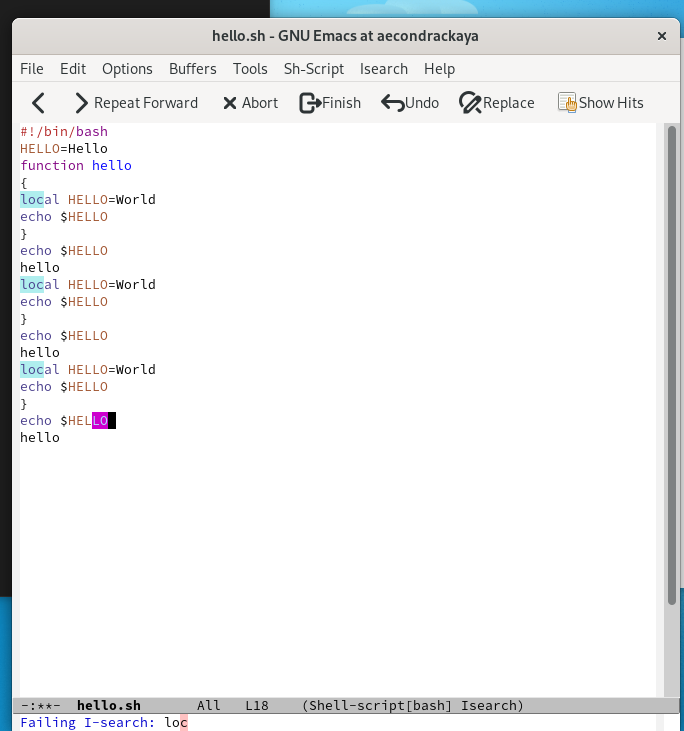 hello.sh - GNU Emacs at aecondrackaya
File Edit Options Buffers Tools Sh-Script Isearch Help
Repeat Forward Abort Finish Undo Replace Show Hits
#!/bin/bash
HELLO=Hello
function hello
{
local HELLO=World
echo $HELLO
}
echo $HELLO
hello
local HELLO=World
echo $HELLO
}
echo $HELLO
hello
local HELLO=World
echo $HELLO
}
echo $HELLO
hello
-:**- hello.sh All L18 (Shell-script[bash] Isearch)
Failing I-search: loc